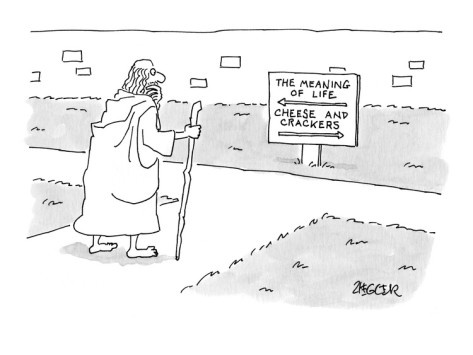 THE MEANING
OF LIFE
CHEESE AND
CRACKERS
ZIEGLER